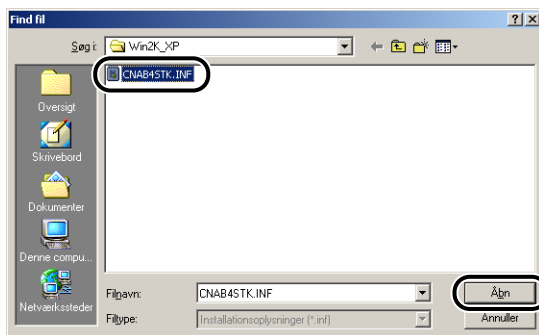 Find fil
Søg i: Win2K_XP
CNAB4STK.INF
Oversigt
Skrivebord
Dokumenter
Denne compu...
Netværkssteder
Filnavn: CNAB4STK.INF Åbn
Filtype: Installationsoplysninger (*.inf) Annuller